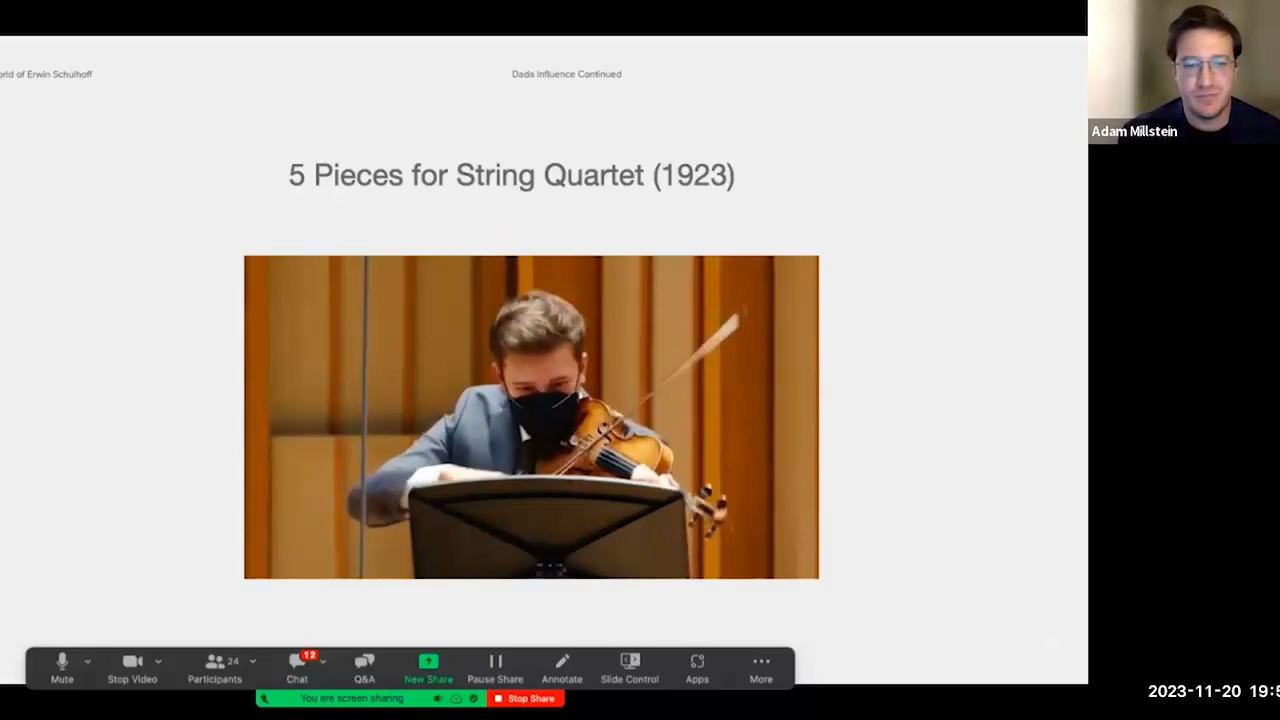 orld of Erwin Schulhoff
Dada Influence Continued
Adam Millstein
5 Pieces for String Quartet (1923)
24
12
Mute
Stop Video
Participants
Chat
Q&A
New Share
Pause Share
Annotate
Slide Control
Apps
More
You are screen sharing
Stop Share
2023-11-20 19:5